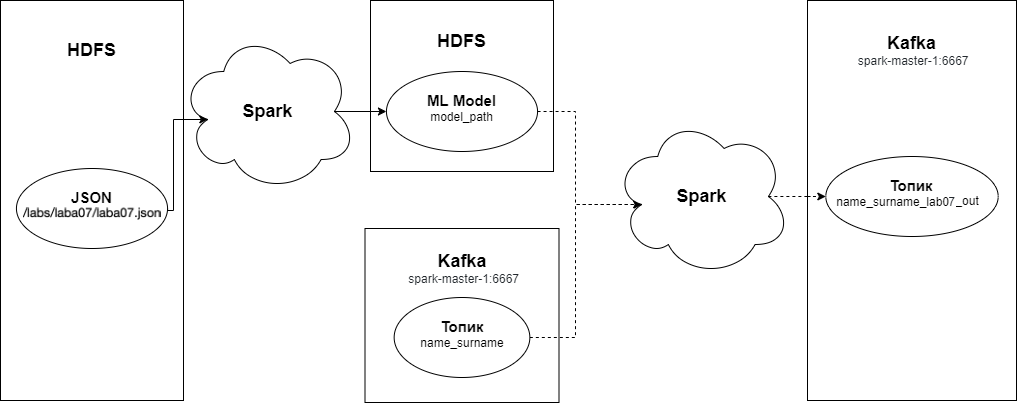 HDFS
JSON
/labs/laba07/laba07.json
Spark
HDFS
ML Model
model_path
Kafka
spark-master-1:6667
Топик
name_surname
Spark
Kafka
spark-master-1:6667
Топик
name_surname_lab07_out